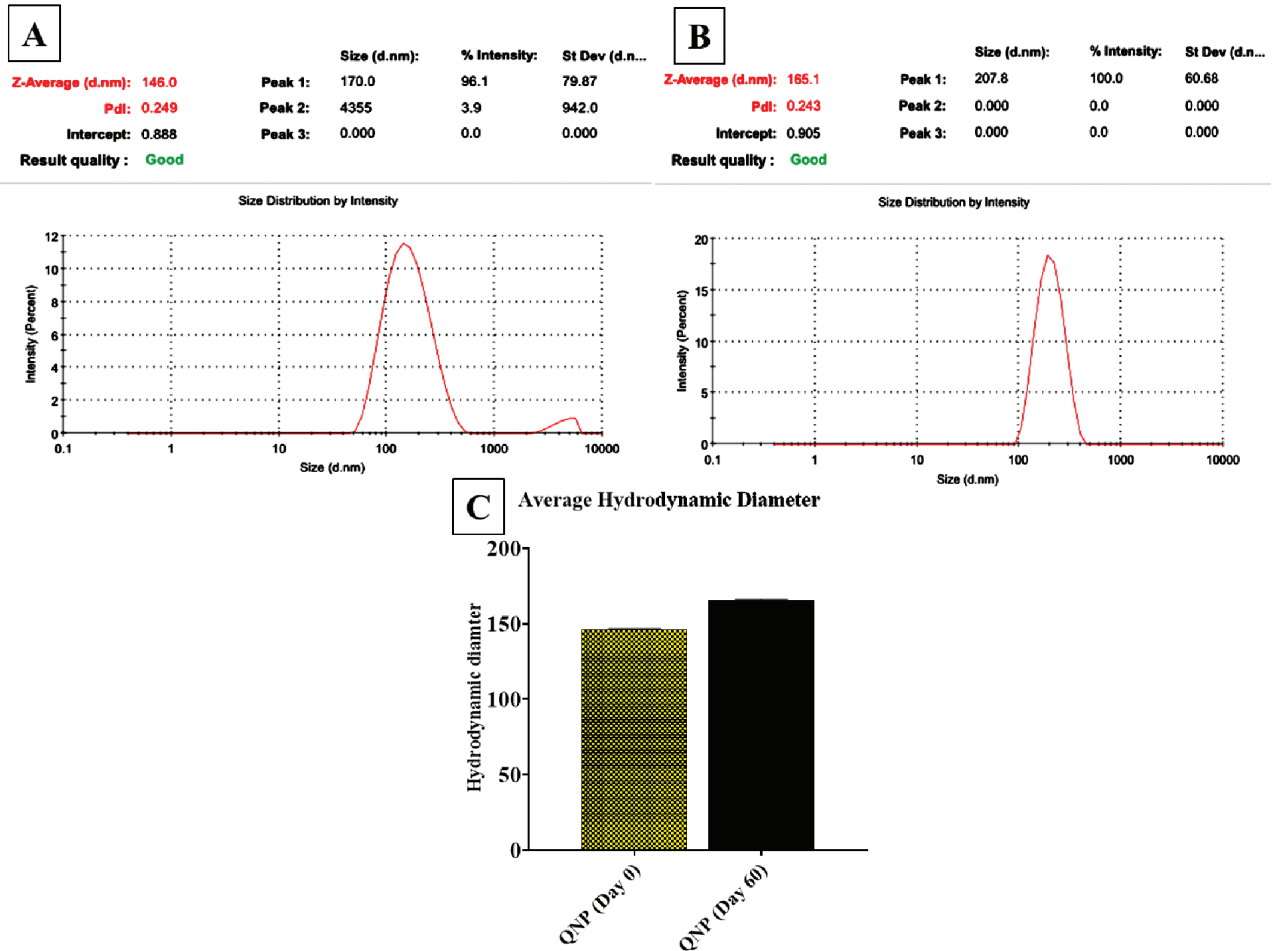 A
Size (d.nm): % Intensity: St Dev (d.n...
Z-Average (d.nm): 146.0 Peak 1: 170.0 96.1 79.87
PdI: 0.249 Peak 2: 4355 3.9 942.0
Intercept: 0.888 Peak 3: 0.000 0.0 0.000
Result quality : Good
Size Distribution by Intensity
Intensity (Percent)
12
10
8
6
4
2
0
0.1 1 10 100 1000 10000
Size (d.nm)
B
Size (d.nm): % Intensity: St Dev (d.n...
Z-Average (d.nm): 165.1 Peak 1: 207.8 100.0 60.68
PdI: 0.243 Peak 2: 0.000 0.0 0.000
Intercept: 0.905 Peak 3: 0.000 0.0 0.000
Result quality : Good
Size Distribution by Intensity
Intensity (Percent)
20
15
10
5
0
0.1 1 10 100 1000 10000
Size (d.nm)
C
Average Hydrodynamic Diameter
Hydrodynamic diamter
200
150
100
50
0
QNP (Day 0) QNP (Day 60)